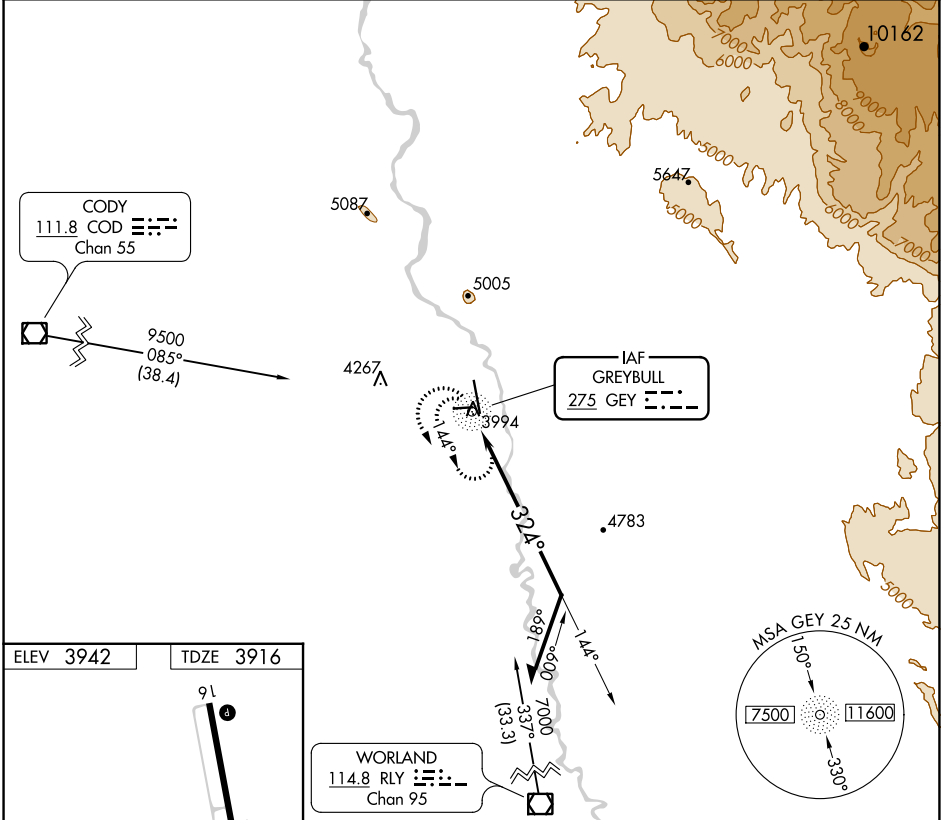 10162
7000
6000
9000
8000
5000
5647
5000
6000
7000
CODY
111.8 COD
Chan 55
5087
5005
9500
085°
(38.4)
4267
IAF
GREYBULL
275 GEY
3994
144°
324°
4783
5000
189°
009°
144°
7000
337°
(33.3)
MSA GEY 25 NM
150°
7500
11600
330°
ELEV 3942
TDZE 3916
16
P
WORLAND
114.8 RLY
Chan 95